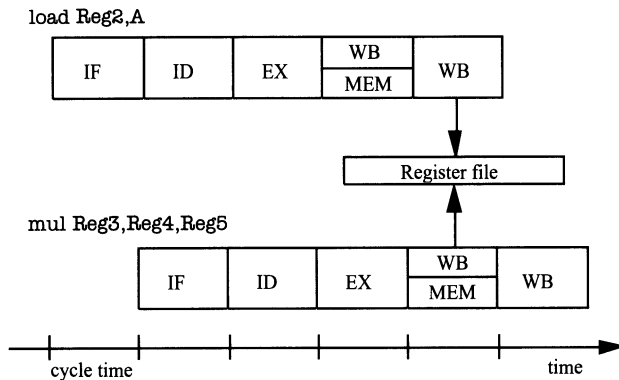 load Reg2,A
IF ID EX WB MEM WB
Register file
mul Reg3,Reg4,Reg5
IF ID EX WB MEM WB
cycle time time